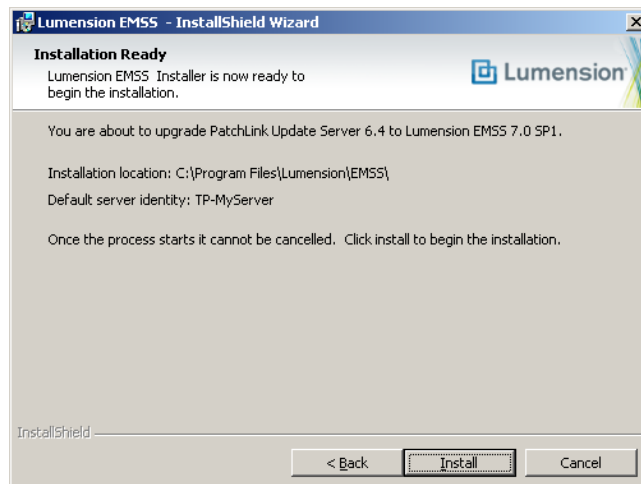 Lumension EMSS - InstallShield Wizard
Installation Ready
Lumension EMSS Installer is now ready to
begin the installation.
Lumension
You are about to upgrade PatchLink Update Server 6.4 to Lumension EMSS 7.0 SP1.
Installation location: C:\Program Files\Lumension\EMSS\
Default server identity: TP-MyServer
Once the process starts it cannot be cancelled. Click install to begin the installation.
InstallShield
< Back
Install
Cancel